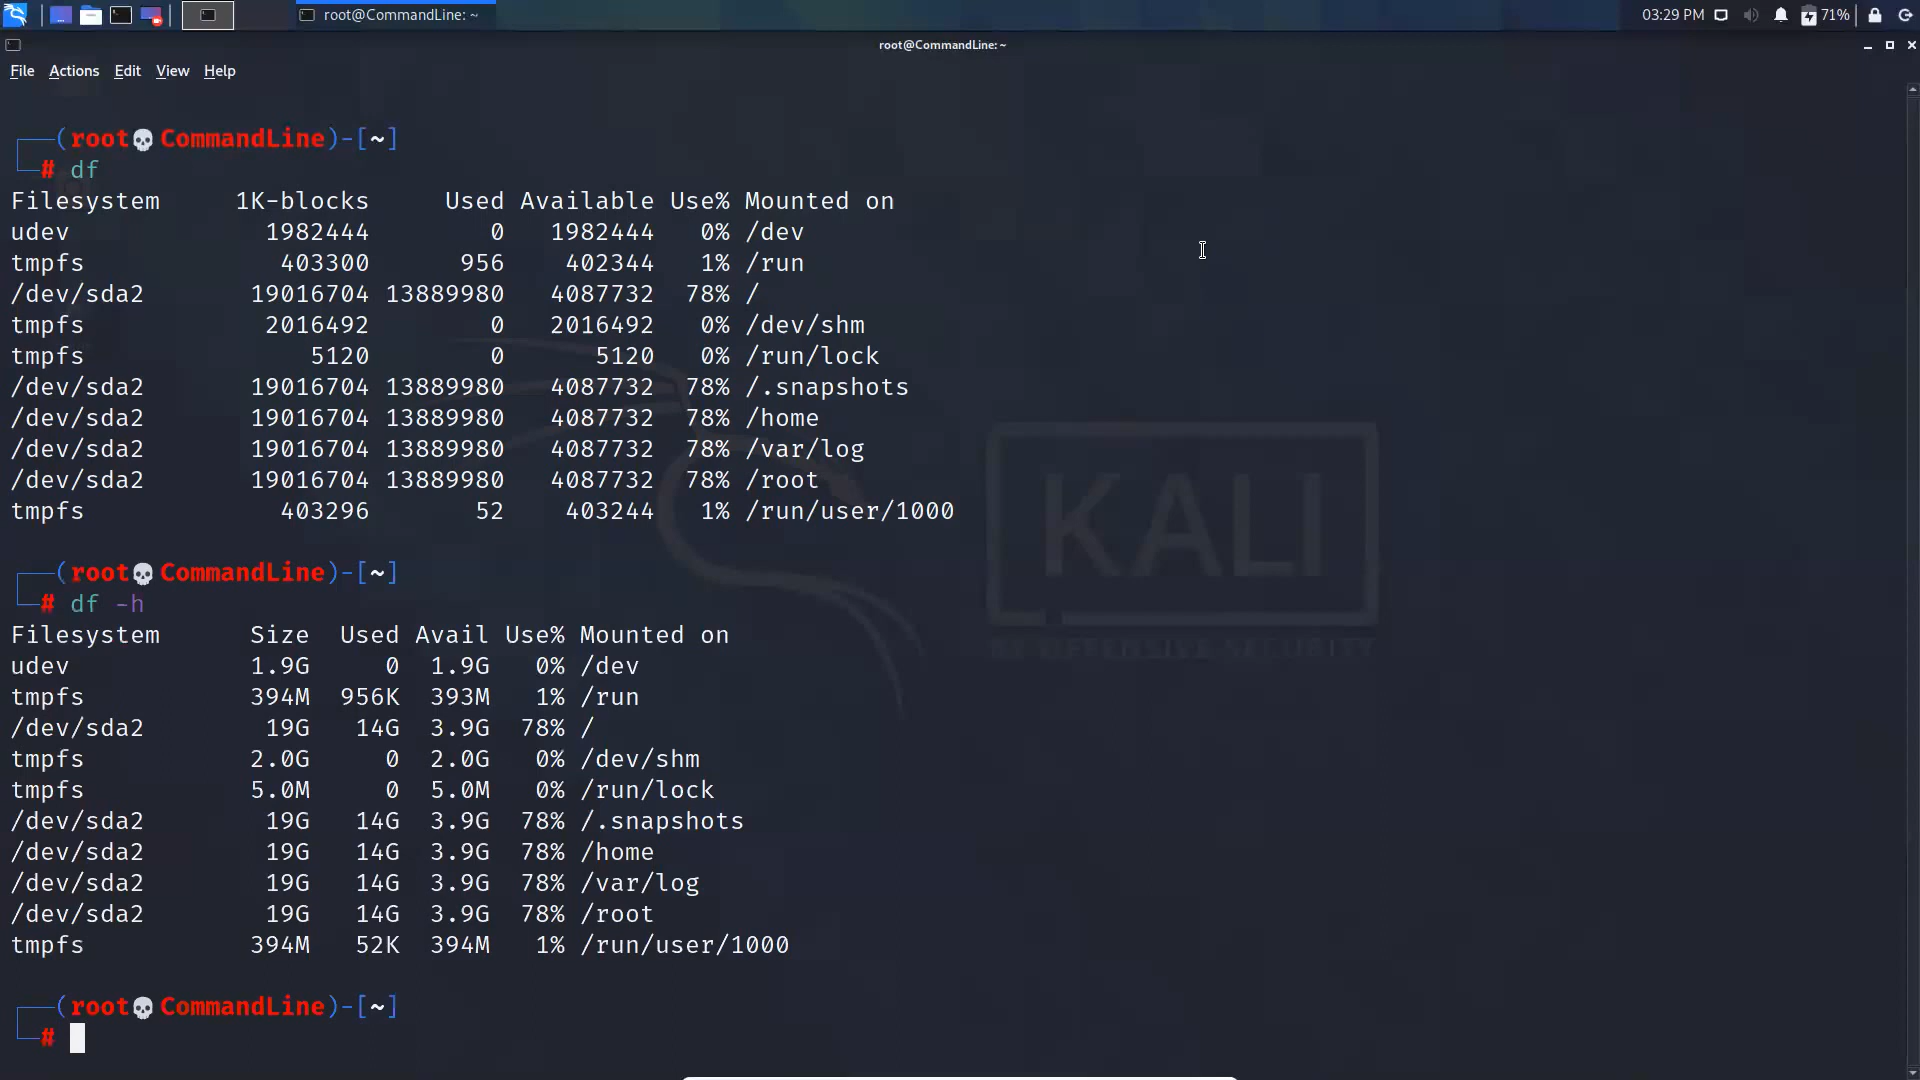 root@CommandLine: ~
03:29 PM
71%
root@CommandLine: ~
File Actions Edit View Help
┌──(root💀CommandLine)-[~]
└─# df
Filesystem     1K-blocks     Used Available Use% Mounted on
udev             1982444        0   1982444   0% /dev
tmpfs             403300      956    402344   1% /run
/dev/sda2       19016704 13889980   4087732  78% /
tmpfs            2016492        0   2016492   0% /dev/shm
tmpfs               5120        0      5120   0% /run/lock
/dev/sda2       19016704 13889980   4087732  78% /.snapshots
/dev/sda2       19016704 13889980   4087732  78% /home
/dev/sda2       19016704 13889980   4087732  78% /var/log
/dev/sda2       19016704 13889980   4087732  78% /root
tmpfs             403296       52    403244   1% /run/user/1000
┌──(root💀CommandLine)-[~]
└─# df -h
Filesystem      Size  Used Avail Use% Mounted on
udev            1.9G     0  1.9G   0% /dev
tmpfs           394M  956K  393M   1% /run
/dev/sda2        19G   14G  3.9G  78% /
tmpfs           2.0G     0  2.0G   0% /dev/shm
tmpfs           5.0M     0  5.0M   0% /run/lock
/dev/sda2        19G   14G  3.9G  78% /.snapshots
/dev/sda2        19G   14G  3.9G  78% /home
/dev/sda2        19G   14G  3.9G  78% /var/log
/dev/sda2        19G   14G  3.9G  78% /root
tmpfs           394M   52K  394M   1% /run/user/1000
┌──(root💀CommandLine)-[~]
└─#
KALI
BY OFFENSIVE SECURITY